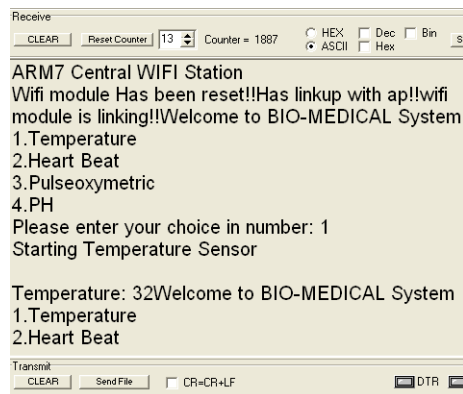 Receive
CLEAR Reset Counter 13 Counter = 1887 HEX Dec Bin
ASCII Hex
ARM7 Central WIFI Station
Wifi module Has been reset!!Has linkup with ap!!wifi
module is linking!!Welcome to BIO-MEDICAL System
1.Temperature
2.Heart Beat
3.Pulseoxymetric
4.PH
Please enter your choice in number: 1
Starting Temperature Sensor
Temperature: 32Welcome to BIO-MEDICAL System
1.Temperature
2.Heart Beat
Transmit
CLEAR Send File CR=CR+LF DTR